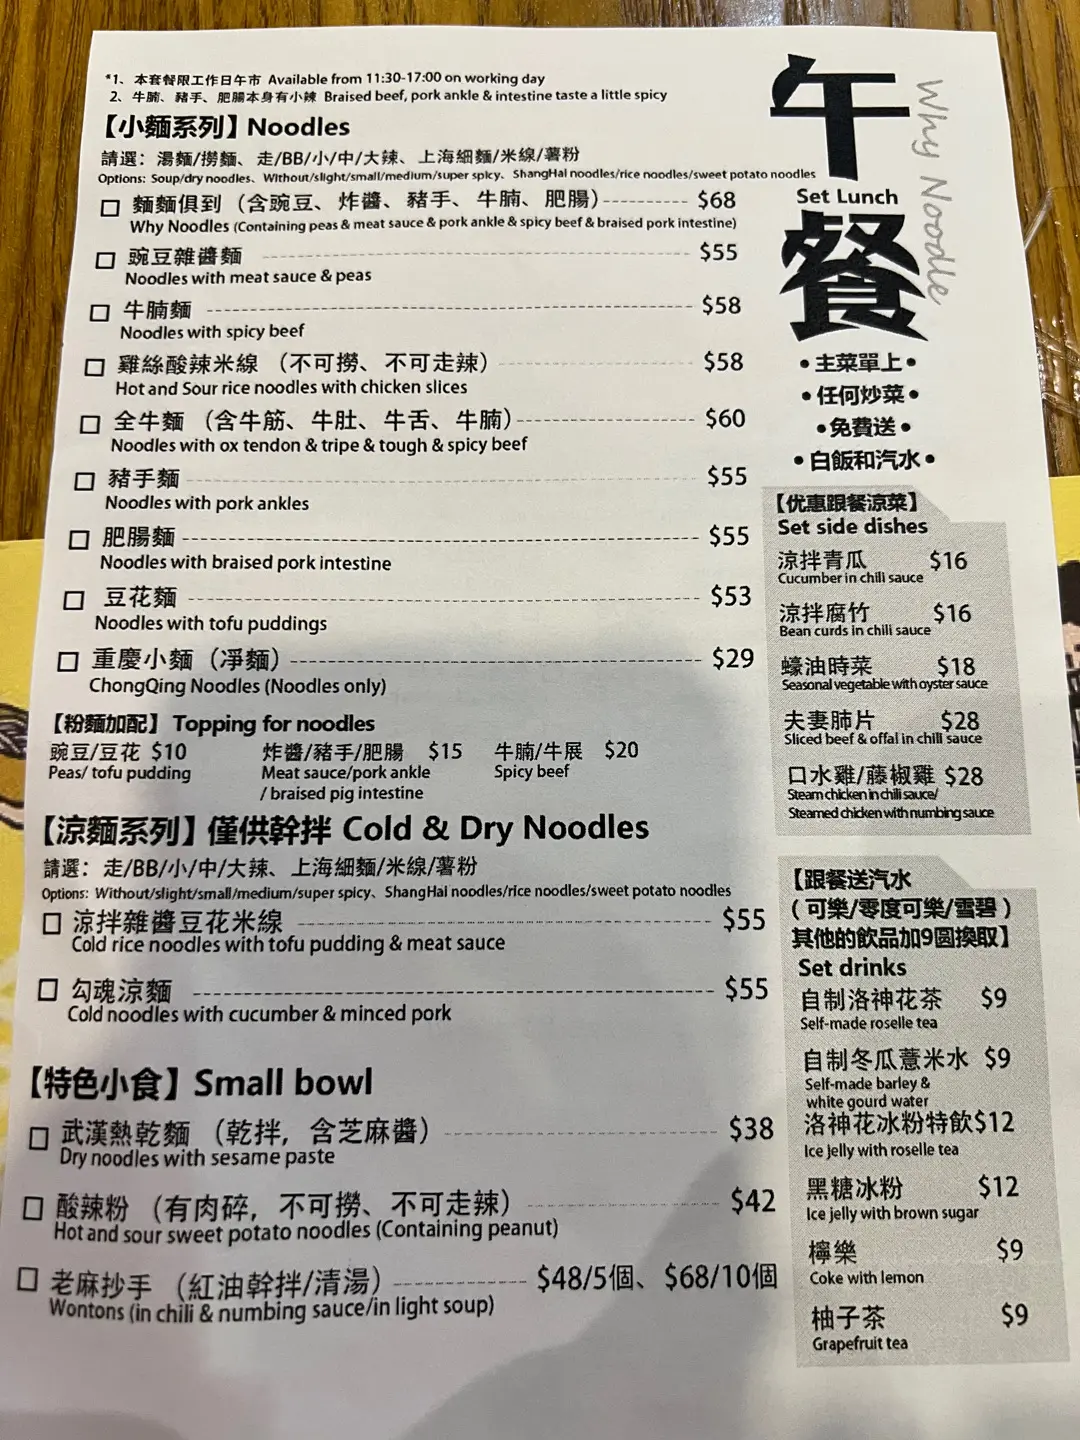 *1、本套餐限工作日午市 Available from 11:30-17:00 on working day
2、牛腩、豬手、肥腸本身有小辣 Braised beef, pork ankle & intestine taste a little spicy
【小麵系列】Noodles
請選：湯麵/撈麵、走/BB/小/中/大辣、上海細麵/米線/薯粉
Options: Soup/dry noodles、Without/slight/small/medium/super spicy、ShangHai noodles/rice noodles/sweet potato noodles
麵麵俱到（含豌豆、炸醬、豬手、牛腩、肥腸) $68
Why Noodles (Containing peas & meat sauce & pork ankle & spicy beef & braised pork intestine)
豌豆雜醬麵 $55
Noodles with meat sauce & peas
牛腩麵 $58
Noodles with spicy beef
雞絲酸辣米線 （不可撈、不可走辣） $58
Hot and Sour rice noodles with chicken slices
全牛麵 （含牛筋、牛肚、牛舌、牛腩) $60
Noodles with ox tendon & tripe & tough & spicy beef
豬手麵 $55
Noodles with pork ankles
肥腸麵 $55
Noodles with braised pork intestine
豆花麵 $53
Noodles with tofu puddings
重慶小麵（凈麵） $29
ChongQing Noodles (Noodles only)
【粉麵加配】Topping for noodles
豌豆/豆花 $10 炸醬/豬手/肥腸 $15 牛腩/牛展 $20
Peas/ tofu pudding Meat sauce/pork ankle Spicy beef
/ braised pig intestine
【涼麵系列】僅供幹拌 Cold & Dry Noodles
請選：走/BB/小/中/大辣、上海細麵/米線/薯粉
Options: Without/slight/small/medium/super spicy、ShangHai noodles/rice noodles/sweet potato noodles
涼拌雜醬豆花米線 $55
Cold rice noodles with tofu pudding & meat sauce
勾魂涼麵 $55
Cold noodles with cucumber & minced pork
【特色小食】Small bowl
武漢熱乾麵 （乾拌，含芝麻醬） $38
Dry noodles with sesame paste
酸辣粉 （有肉碎，不可撈、不可走辣） $42
Hot and sour sweet potato noodles (Containing peanut)
老麻抄手 （紅油幹拌/清湯） $48/5個、$68/10個
Wontons (in chili & numbing sauce/in light soup)
午
Set Lunch
餐
Why Noodle
•主菜單上•
•任何炒菜•
•免費送•
•白飯和汽水•
【优惠跟餐涼菜】
Set side dishes
涼拌青瓜 $16
Cucumber in chili sauce
涼拌腐竹 $16
Bean curds in chili sauce
蠔油時菜 $18
Seasonal vegetable with oyster sauce
夫妻肺片 $28
Sliced beef & offal in chili sauce
口水雞/藤椒雞 $28
Steam chicken in chili sauce/
Steamed chicken with numbing sauce
【跟餐送汽水
( 可樂/零度可樂/雪碧 )
其他的飲品加9圆換取】
Set drinks
自制洛神花茶 $9
Self-made roselle tea
自制冬瓜薏米水 $9
Self-made barley &
white gourd water
洛神花冰粉特飲 $12
Ice jelly with roselle tea
黑糖冰粉 $12
Ice jelly with brown sugar
檸樂 $9
Coke with lemon
柚子茶 $9
Grapefruit tea